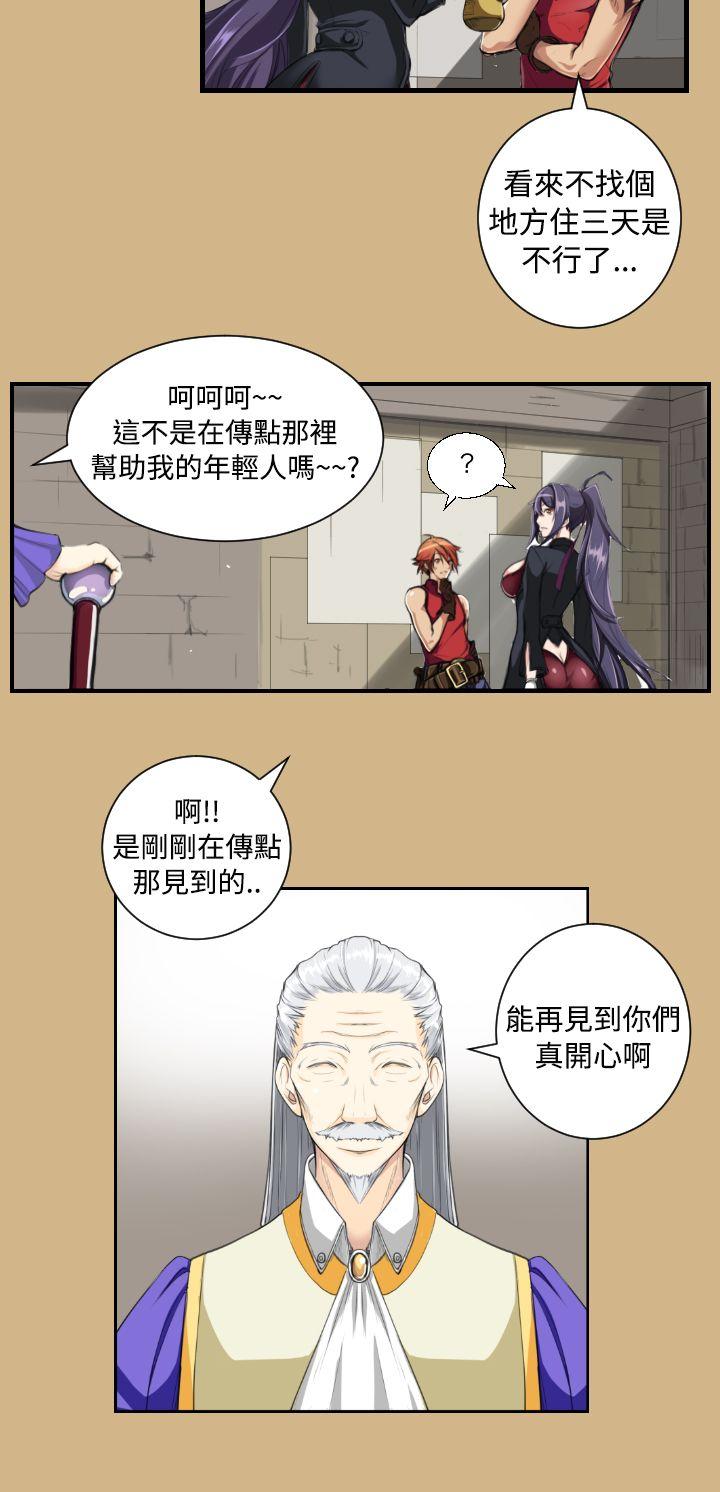 看來不找個
地方住三天是
不行了...
呵呵呵~~
這不是在傳點那裡
幫助我的年輕人嗎~~?
?
啊!!
是剛剛在傳點
那見到的..
能再見到你們
真開心啊